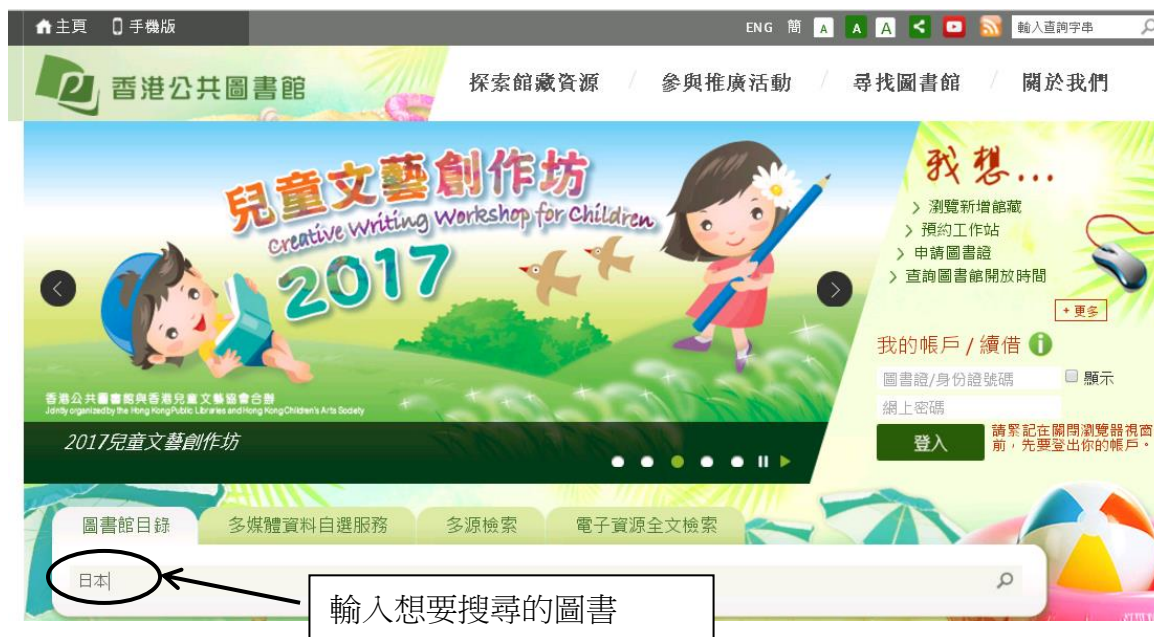 主頁 手機版 ENG 簡 A A A 輸入查詢字串
香港公共圖書館 探索館藏資源 / 參與推廣活動 / 尋找圖書館 / 關於我們
兒童文藝創作坊
Creative Writing Workshop for Children
2017
香港公共圖書館與香港兒童文藝協會合辦
Jointly organized by the Hong Kong Public Libraries and Hong Kong Children's Arts Society
2017兒童文藝創作坊
我想...
> 瀏覽新增館藏
> 預約工作站
> 申請圖書證
> 查詢圖書館開放時間
+ 更多
我的帳戶 / 續借
圖書證/身份證號碼 顯示
網上密碼
登入 請緊記在關閉瀏覽器視窗
前，先要登出你的帳戶。
圖書館目錄 多媒體資料自選服務 多源檢索 電子資源全文檢索
日本
輸入想要搜尋的圖書